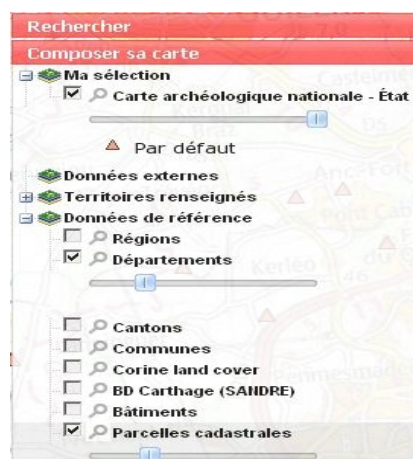 Rechercher
Composer sa carte
Ma sélection
Carte archéologique nationale - État
Par défaut
Données externes
Territoires renseignés
Données de référence
Régions
Départements
Cantons
Communes
Corine land cover
BD Carthage (SANDRE)
Bâtiments
Parcelles cadastrales